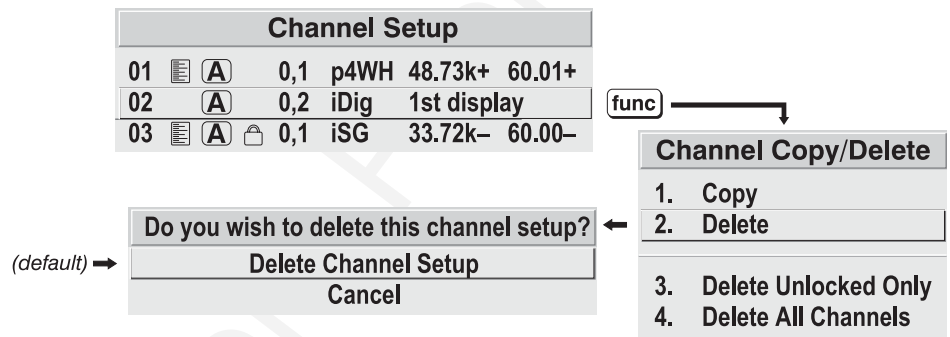 Channel Setup
01 A 0,1 p4WH 48.73k+ 60.01+
02 A 0,2 iDig 1st display
03 A 0,1 iSG 33.72k– 60.00–
func
Channel Copy/Delete
1. Copy
2. Delete
3. Delete Unlocked Only
4. Delete All Channels
Do you wish to delete this channel setup?
(default)
Delete Channel Setup
Cancel